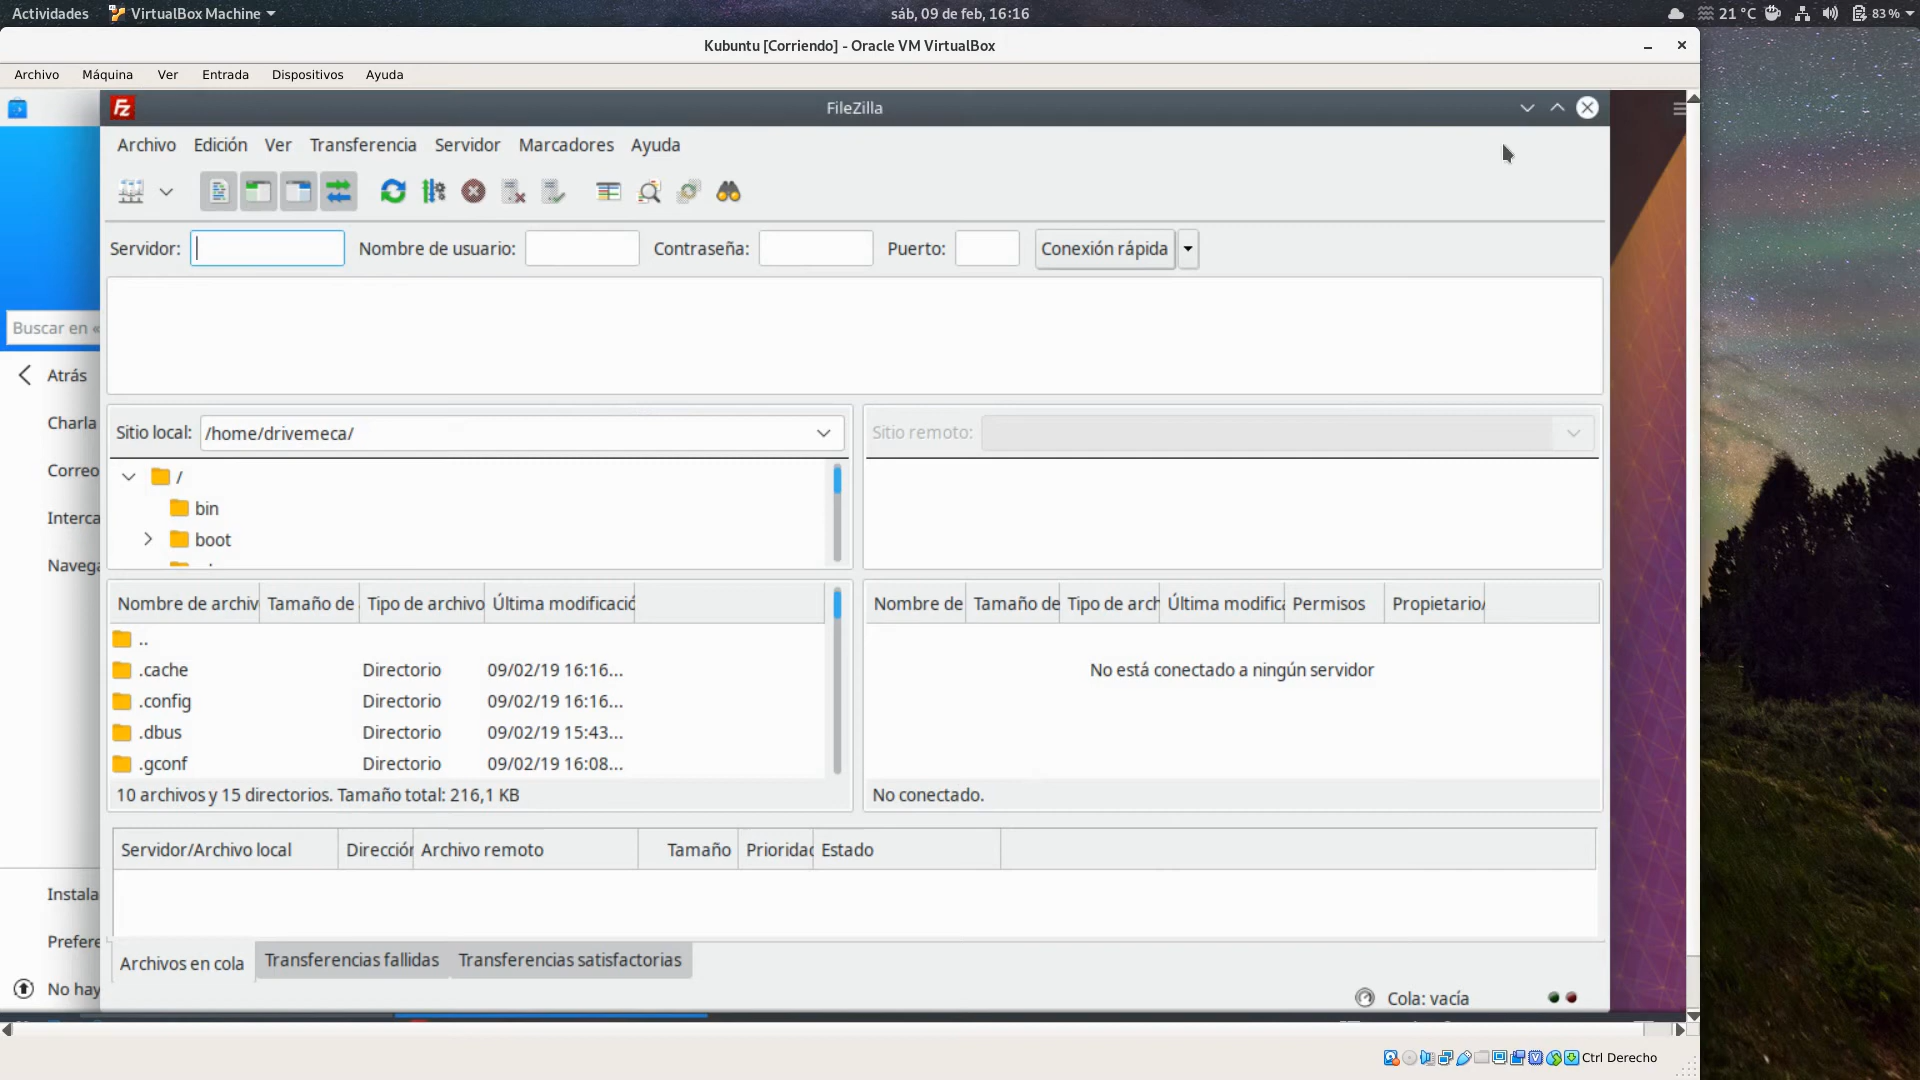 Actividades VirtualBox Machine sáb, 09 de feb, 16:16 21 °C 83 %
Kubuntu [Corriendo] - Oracle VM VirtualBox
Archivo Máquina Ver Entrada Dispositivos Ayuda
Fz FileZilla
Archivo Edición Ver Transferencia Servidor Marcadores Ayuda
Servidor: Nombre de usuario: Contraseña: Puerto: Conexión rápida
Buscar en «
Atrás
Charla
Correo
Interca
Navega
Instala
Prefere
No hay
Sitio local: /home/drivemeca/
/
bin
boot
Sitio remoto:
Nombre de archiv Tamaño de Tipo de archivo Última modificació
..
.cache Directorio 09/02/19 16:16...
.config Directorio 09/02/19 16:16...
.dbus Directorio 09/02/19 15:43...
.gconf Directorio 09/02/19 16:08...
10 archivos y 15 directorios. Tamaño total: 216,1 KB
Nombre de Tamaño de Tipo de arch Última modifica Permisos Propietario/
No está conectado a ningún servidor
No conectado.
Servidor/Archivo local Dirección Archivo remoto Tamaño Prioridad Estado
Archivos en cola Transferencias fallidas Transferencias satisfactorias
Cola: vacía
Ctrl Derecho